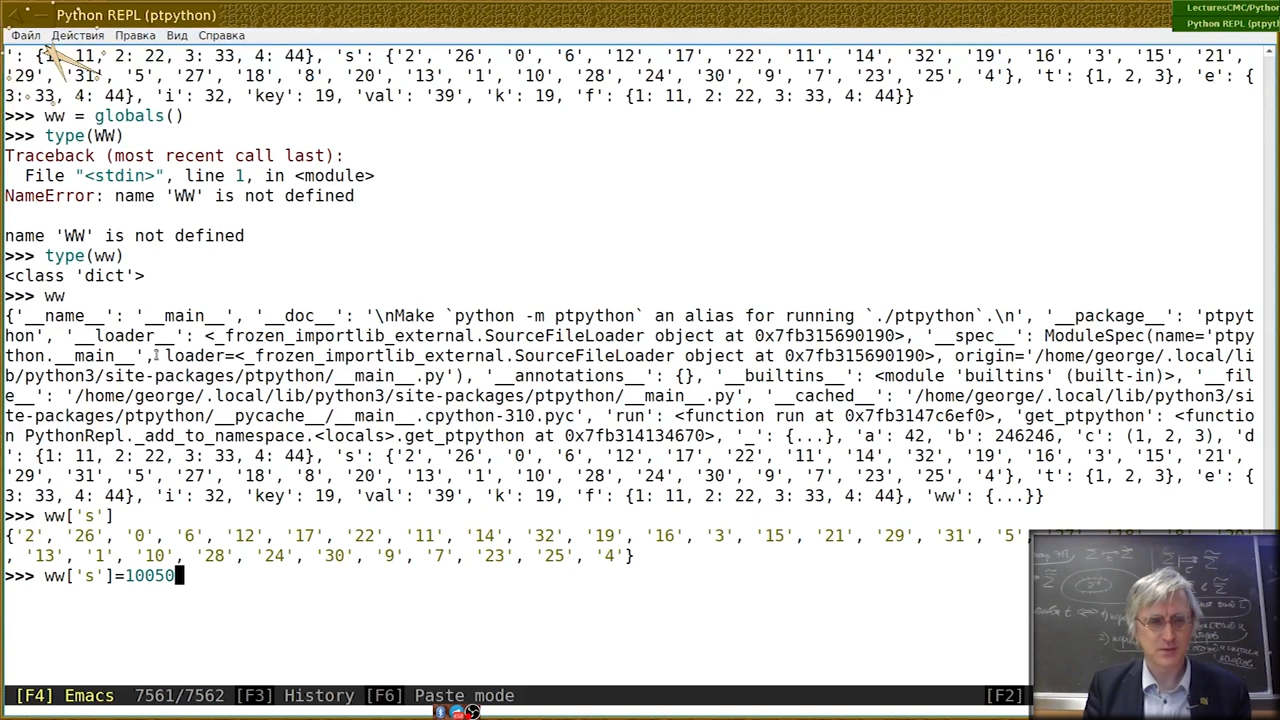 Python REPL (ptpython)
LecturesCMC/Python
Python REPL (ptpyth
Файл Действия Правка Вид Справка
': {1: 11, 2: 22, 3: 33, 4: 44}, 's': {'2', '26', '0', '6', '12', '17', '22', '11', '14', '32', '19', '16', '3', '15', '21',
'29', '31', '5', '27', '18', '8', '20', '13', '1', '10', '28', '24', '30', '9', '7', '23', '25', '4'}, 't': {1, 2, 3}, 'e': {
3: 33, 4: 44}, 'i': 32, 'key': 19, 'val': '39', 'k': 19, 'f': {1: 11, 2: 22, 3: 33, 4: 44}}
>>> ww = globals()
>>> type(WW)
Traceback (most recent call last):
File "<stdin>", line 1, in <module>
NameError: name 'WW' is not defined
name 'WW' is not defined
>>> type(ww)
<class 'dict'>
>>> ww
{'__name__': '__main__', '__doc__': '\nMake `python -m ptpython` an alias for running `./ptpython`.\n', '__package__': 'ptpyt
hon', '__loader__': <_frozen_importlib_external.SourceFileLoader object at 0x7fb315690190>, '__spec__': ModuleSpec(name='ptpy
thon.__main__', loader=<_frozen_importlib_external.SourceFileLoader object at 0x7fb315690190>, origin='/home/george/.local/li
b/python3/site-packages/ptpython/__main__.py'), '__annotations__': {}, '__builtins__': <module 'builtins' (built-in)>, '__fil
e__': '/home/george/.local/lib/python3/site-packages/ptpython/__main__.py', '__cached__': '/home/george/.local/lib/python3/si
te-packages/ptpython/__pycache__/__main__.cpython-310.pyc', 'run': <function run at 0x7fb3147c6ef0>, 'get_ptpython': <functio
n PythonRepl._add_to_namespace.<locals>.get_ptpython at 0x7fb314134670>, '_': {...}, 'a': 42, 'b': 246246, 'c': (1, 2, 3), 'd
': {1: 11, 2: 22, 3: 33, 4: 44}, 's': {'2', '26', '0', '6', '12', '17', '22', '11', '14', '32', '19', '16', '3', '15', '21',
'29', '31', '5', '27', '18', '8', '20', '13', '1', '10', '28', '24', '30', '9', '7', '23', '25', '4'}, 't': {1, 2, 3}, 'e': {
3: 33, 4: 44}, 'i': 32, 'key': 19, 'val': '39', 'k': 19, 'f': {1: 11, 2: 22, 3: 33, 4: 44}, 'ww': {...}}
>>> ww['s']
{'2', '26', '0', '6', '12', '17', '22', '11', '14', '32', '19', '16', '3', '15', '21', '29', '31', '5',
, '13', '1', '10', '28', '24', '30', '9', '7', '23', '25', '4'}
>>> ww['s']=10050
[F4] Emacs 7561/7562 [F3] History [F6] Paste mode [F2]